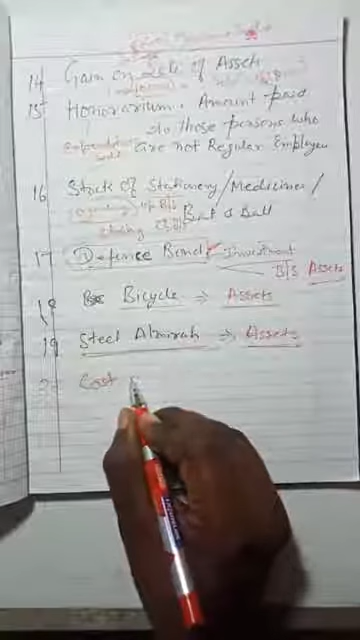 14 Gain on Sale of Assets
15 Honorarium. Amount paid
to those persons who
are not Regular Employee
16 Stock of Stationery/Medicines/
Bat & Ball
17 Defence Bond Investment
B/S Assets
18 Bicycle ⇒ Assets
19 Steel Almirah ⇒ Assets
20 Cost